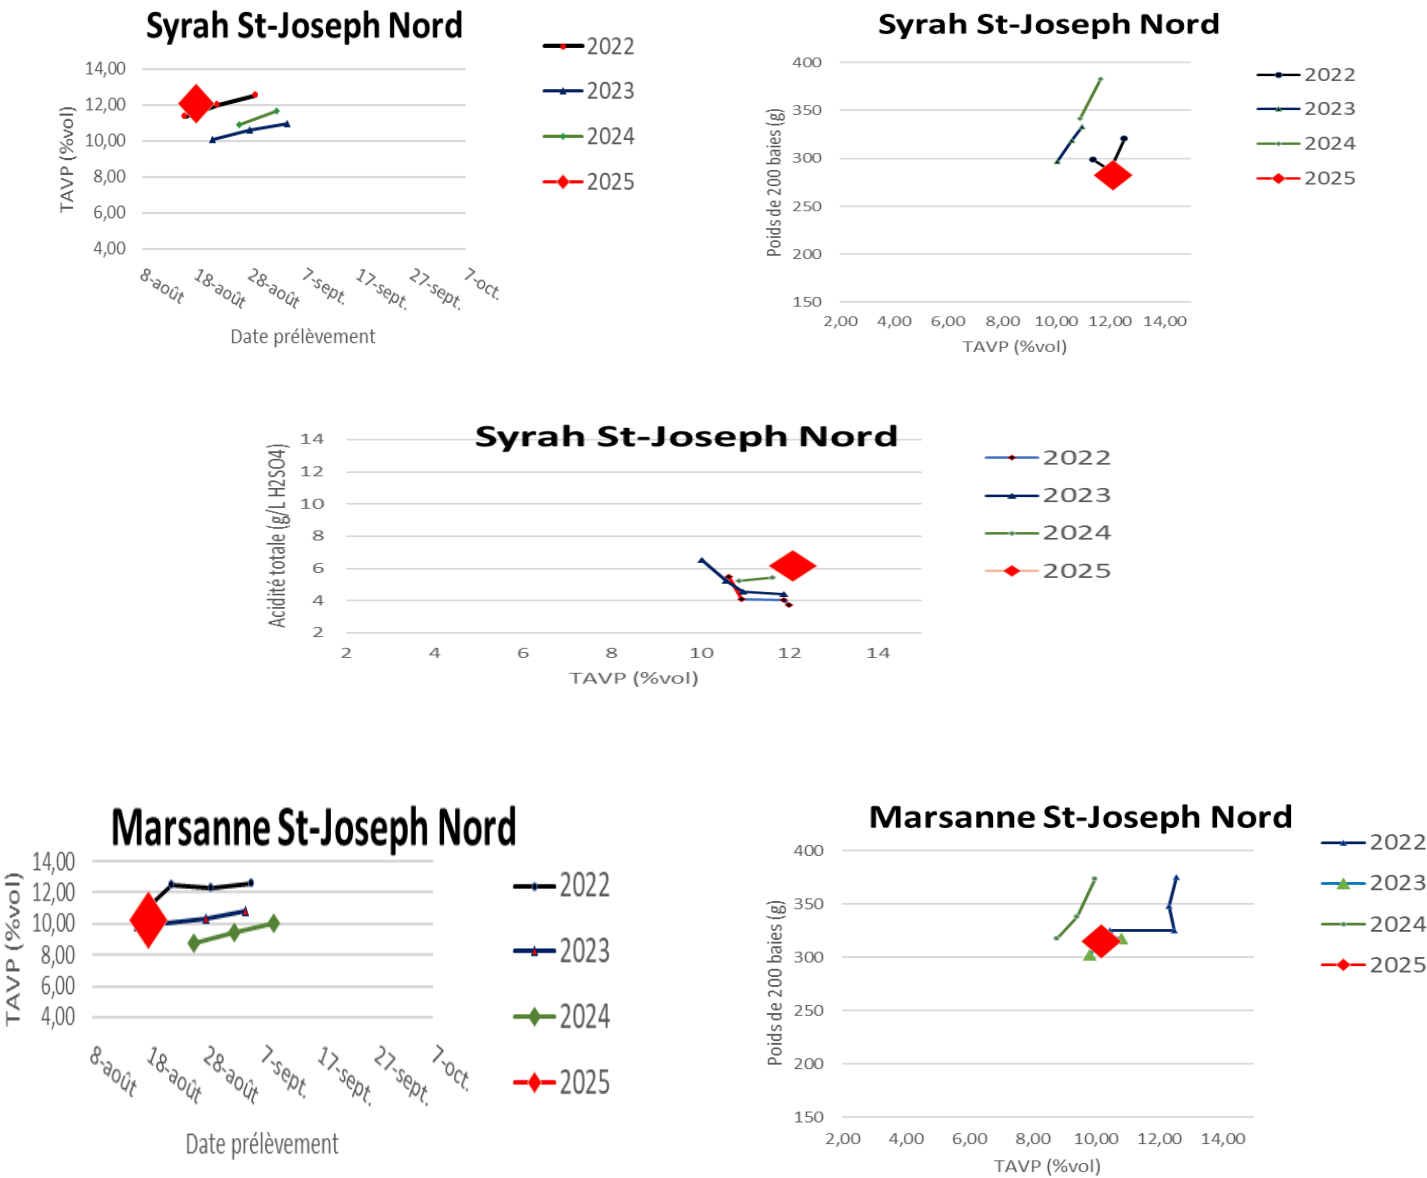 Syrah St-Joseph Nord
TAVP (%vol)
14,00
12,00
10,00
8,00
6,00
4,00
8-août
18-août
28-août
7-sept.
17-sept.
27-sept.
7-oct.
Date prélèvement
2022
2023
2024
2025
Syrah St-Joseph Nord
Poids de 200 baies (g)
400
350
300
250
200
150
2,00
4,00
6,00
8,00
10,00
12,00
14,00
TAVP (%vol)
2022
2023
2024
2025
Syrah St-Joseph Nord
Acidité totale (g/L H2SO4)
14
12
10
8
6
4
2
2
4
6
8
10
12
14
TAVP (%vol)
2022
2023
2024
2025
Marsanne St-Joseph Nord
TAVP (%vol)
14,00
12,00
10,00
8,00
6,00
4,00
8-août
18-août
28-août
7-sept.
17-sept.
27-sept.
7-oct.
Date prélèvement
2022
2023
2024
2025
Marsanne St-Joseph Nord
Poids de 200 baies (g)
400
350
300
250
200
150
2,00
4,00
6,00
8,00
10,00
12,00
14,00
TAVP (%vol)
2022
2023
2024
2025